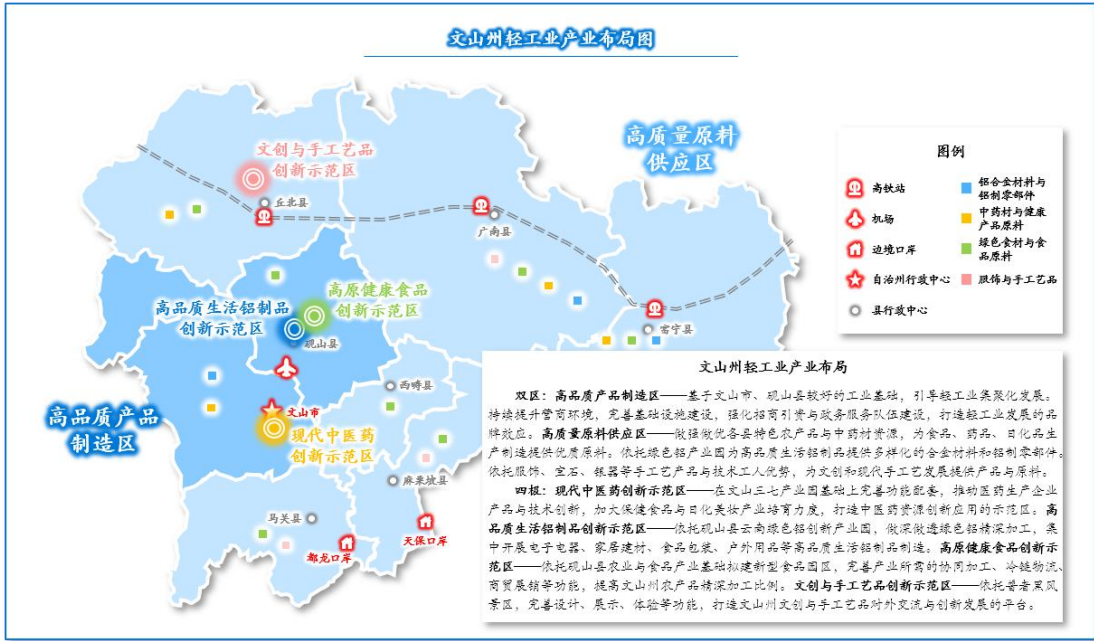 文山州轻工业产业布局图
高质量原料
供应区
文创与手工艺品
创新示范区
丘北县
广南县
高原健康食品
创新示范区
高品质生活铝制品
创新示范区
砚山县
富宁县
西畴县
高品质产品
制造区
文山市
现代中医药
创新示范区
麻栗坡县
马关县
都龙口岸
天保口岸
图例
高铁站
铝合金材料与
铝制零部件
机场
中药材与健康
产品原料
边境口岸
绿色食材与食
品原料
自治州行政中心
服饰与手工艺品
县行政中心
文山州轻工业产业布局
双区：高品质产品制造区——基于文山市、砚山县较好的工业基础，引导轻工业集聚化发展。
持续提升营商环境，完善基础设施建设，强化招商引资与政务服务队伍建设，打造轻工业发展的品
牌效应。高质量原料供应区——做强做优各县特色农产品与中药材资源，为食品、药品、日化品生
产制造提供优质原料。依托绿色铝产业园为高品质生活铝制品提供多样化的合金材料和铝制零部件。
依托服饰、宝石、银器等手工艺产品与技术工人优势，为文创和现代手工艺发展提供产品与原料。
四极：现代中医药创新示范区——在文山三七产业园基础上完善功能配套，推动医药生产企业
产品与技术创新，加大保健食品与日化美妆产业培育力度，打造中医药资源创新应用的示范区。高
品质生活铝制品创新示范区——依托砚山县云南绿色铝创新产业园，做深做透绿色铝精深加工，集
中开展电子电器、家居建材、食品包装、户外用品等高品质生活铝制品制造。高原健康食品创新示
范区——依托砚山县农业与食品产业基础拟建新型食品园区，完善产业所需的协同加工、冷链物流、
商贸展销等功能，提高文山州农产品精深加工比例。文创与手工艺品创新示范区——依托普者黑风
景区，完善设计、展示、体验等功能，打造文山州文创与手工艺品对外交流与创新发展的平台。